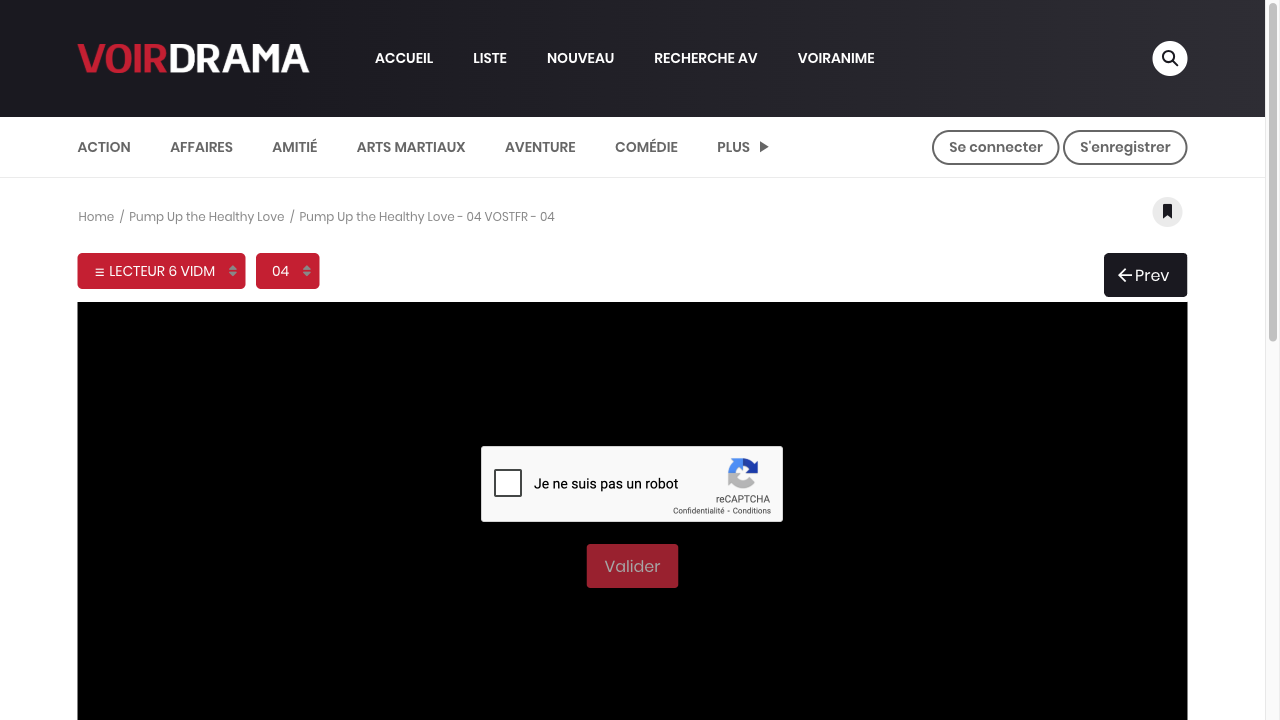 VOIRDRAMA
ACCUEIL
LISTE
NOUVEAU
RECHERCHE AV
VOIRANIME
ACTION
AFFAIRES
AMITIÉ
ARTS MARTIAUX
AVENTURE
COMÉDIE
PLUS
Se connecter
S'enregistrer
Home / Pump Up the Healthy Love / Pump Up the Healthy Love - 04 VOSTFR - 04
LECTEUR 6 VIDM
04
Prev
Je ne suis pas un robot
reCAPTCHA
Confidentialité - Conditions
Valider